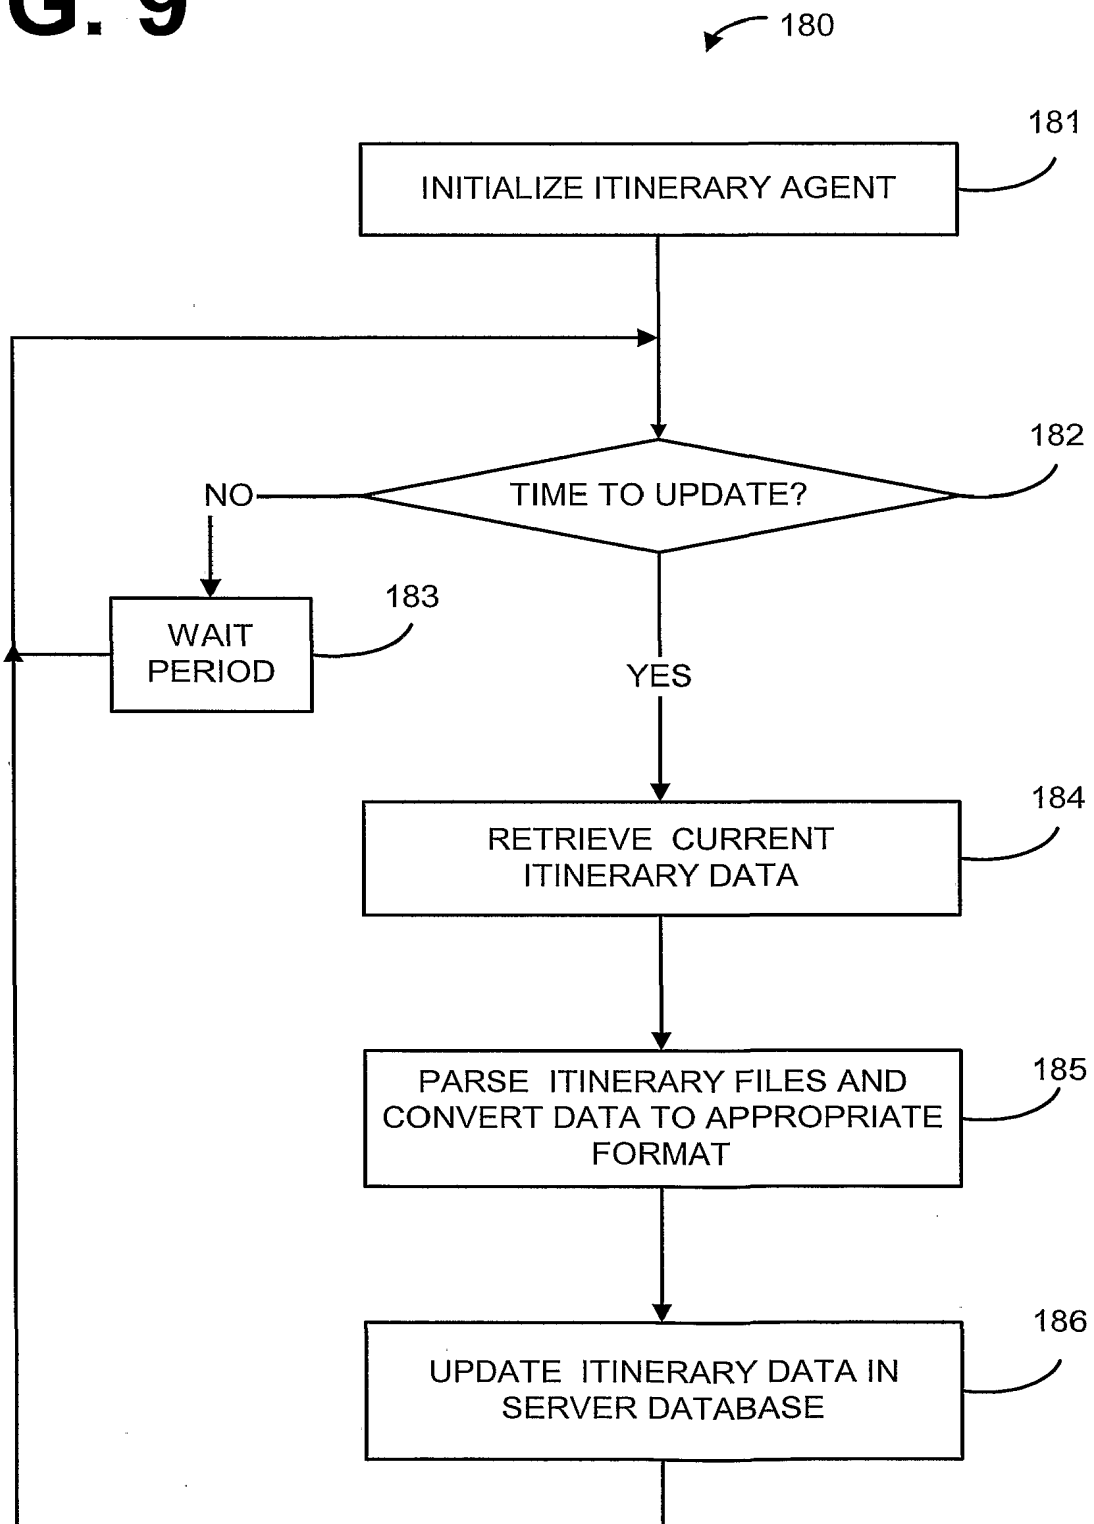 G. 9
180
181
INITIALIZE ITINERARY AGENT
182
TIME TO UPDATE?
NO
183
WAIT
PERIOD
YES
184
RETRIEVE CURRENT
ITINERARY DATA
185
PARSE ITINERARY FILES AND
CONVERT DATA TO APPROPRIATE
FORMAT
186
UPDATE ITINERARY DATA IN
SERVER DATABASE